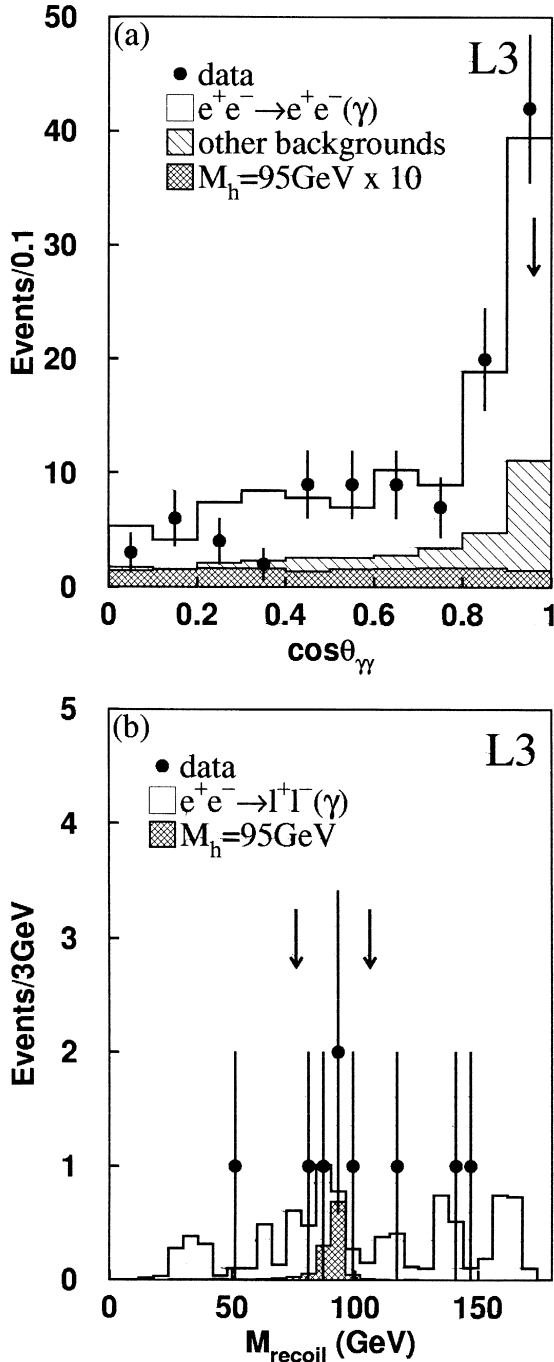 (a)
L3
data
e⁺e⁻→e⁺e⁻(γ)
other backgrounds
M_h=95GeV x 10
Events/0.1
50
40
30
20
10
0
0 0.2 0.4 0.6 0.8 1
cosθ_γγ
(b)
L3
data
e⁺e⁻→l⁺l⁻(γ)
M_h=95GeV
Events/3GeV
5
4
3
2
1
0
0 50 100 150
M_recoil (GeV)